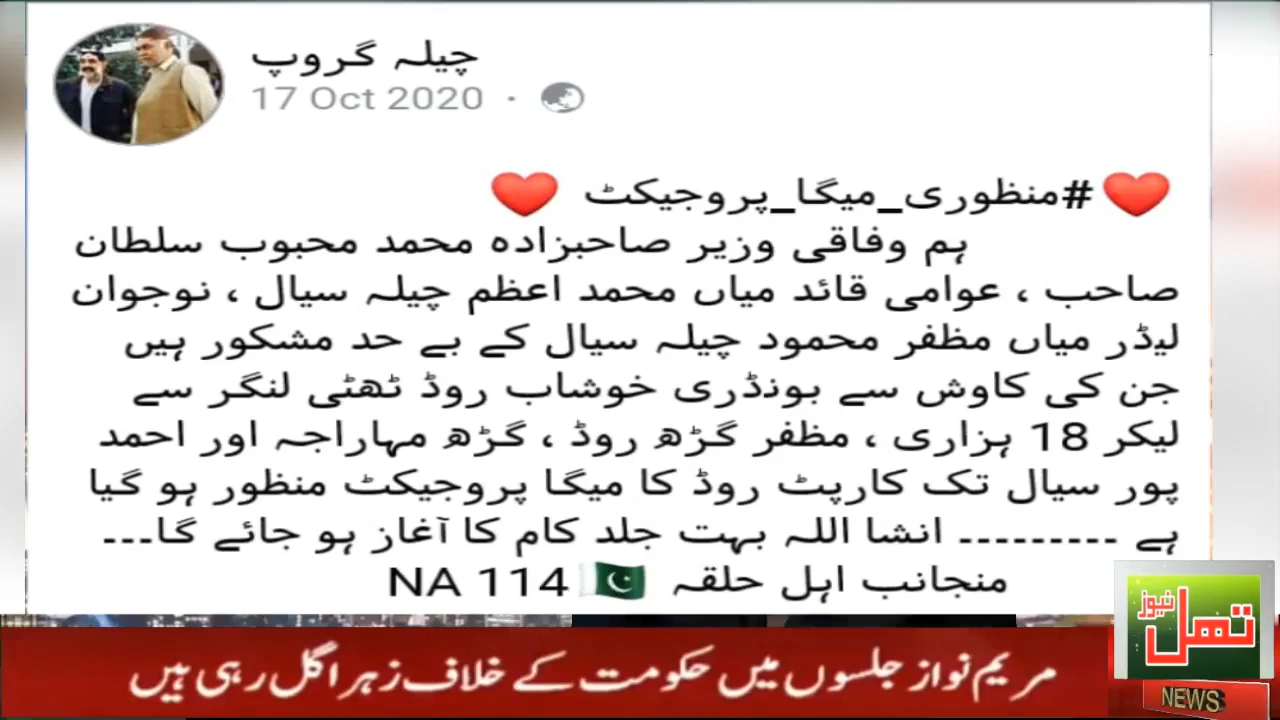 چیلہ گروپ
17 Oct 2020 ·
❤️ #منظوری_میگا_پروجیکٹ ❤️
ہم وفاقی وزیر صاحبزادہ محمد محبوب سلطان
صاحب ، عوامی قائد میاں محمد اعظم چیلہ سیال ، نوجوان
لیڈر میاں مظفر محمود چیلہ سیال کے بے حد مشکور ہیں
جن کی کاوش سے بونڈری خوشاب روڈ ٹھٹی لنگر سے
لیکر 18 ہزاری ، مظفر گڑھ روڈ ، گڑھ مہاراجہ اور احمد
پور سیال تک کارپٹ روڈ کا میگا پروجیکٹ منظور ہو گیا
ہے --------- انشا اللہ بہت جلد کام کا آغاز ہو جائے گا---
منجانب اہل حلقہ 🇵🇰 NA 114
مریم نواز جلسوں میں حکومت کے خلاف زہر اگل رہی ہیں
تھل نیوز
NEWS